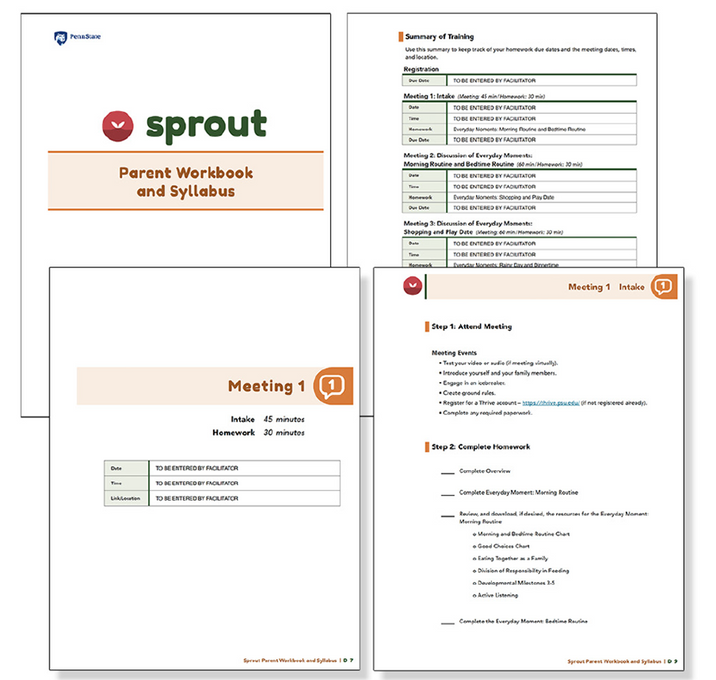 PennState
sprout
Parent Workbook
and Syllabus
Summary of Training
Use this summary to keep track of your homework due dates and the meeting dates, times,
and location.
Registration
Due Date TO BE ENTERED BY FACILITATOR
Meeting 1: Intake (Meeting: 45 min/Homework: 30 min)
Date TO BE ENTERED BY FACILITATOR
Time TO BE ENTERED BY FACILITATOR
Homework Everyday Moments: Morning Routine and Bedtime Routine
Due Date TO BE ENTERED BY FACILITATOR
Meeting 2: Discussion of Everyday Moments:
Morning Routine and Bedtime Routine (60 min/Homework: 30 min)
Date TO BE ENTERED BY FACILITATOR
Time TO BE ENTERED BY FACILITATOR
Homework Everyday Moments: Shopping and Play Date
Due Date TO BE ENTERED BY FACILITATOR
Meeting 3: Discussion of Everyday Moments:
Shopping and Play Date (Meeting: 60 min/Homework: 30 min)
Date TO BE ENTERED BY FACILITATOR
Time TO BE ENTERED BY FACILITATOR
Homework Everyday Moments: Rainy Day and Dinnertime
Meeting 1 1
Intake 45 minutes
Homework 30 minutes
Date TO BE ENTERED BY FACILITATOR
Time TO BE ENTERED BY FACILITATOR
Link/Location TO BE ENTERED BY FACILITATOR
Sprout Parent Workbook and Syllabus |
Meeting 1 Intake 1
Step 1: Attend Meeting
Meeting Events
• Test your video or audio (if meeting virtually).
• Introduce yourself and your family members.
• Engage in an icebreaker.
• Create ground rules.
• Register for a Thrive account – https://thrive.psu.edu/ (if not registered already).
• Complete any required paperwork.
Step 2: Complete Homework
____ Complete Overview
____ Complete Everyday Moment: Morning Routine
____ Review, and download, if desired, the resources for the Everyday Moment:
Morning Routine
o Morning and Bedtime Routine Chart
o Good Choices Chart
o Eating Together as a Family
o Division of Responsibility in Feeding
o Developmental Milestones 3-5
o Active Listening
____ Complete the Everyday Moment: Bedtime Routine
Sprout Parent Workbook and Syllabus |